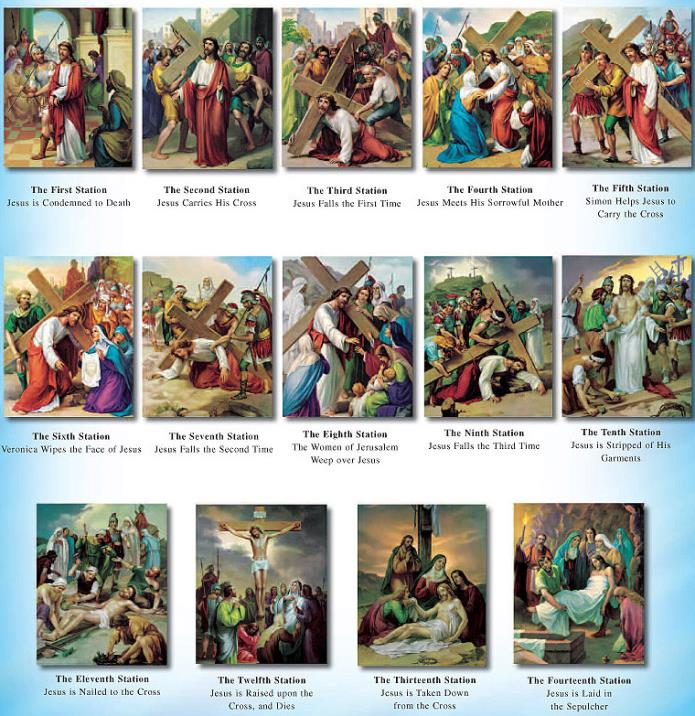 The First Station
Jesus is Condemned to Death
The Second Station
Jesus Carries His Cross
The Third Station
Jesus Falls the First Time
The Fourth Station
Jesus Meets His Sorrowful Mother
The Fifth Station
Simon Helps Jesus to
Carry the Cross
The Sixth Station
Veronica Wipes the Face of Jesus
The Seventh Station
Jesus Falls the Second Time
The Eighth Station
The Women of Jerusalem
Weep over Jesus
The Ninth Station
Jesus Falls the Third Time
The Tenth Station
Jesus is Stripped of His
Garments
The Eleventh Station
Jesus is Nailed to the Cross
The Twelfth Station
Jesus is Raised upon the
Cross, and Dies
The Thirteenth Station
Jesus is Taken Down
from the Cross
The Fourteenth Station
Jesus is Laid in
the Sepulcher